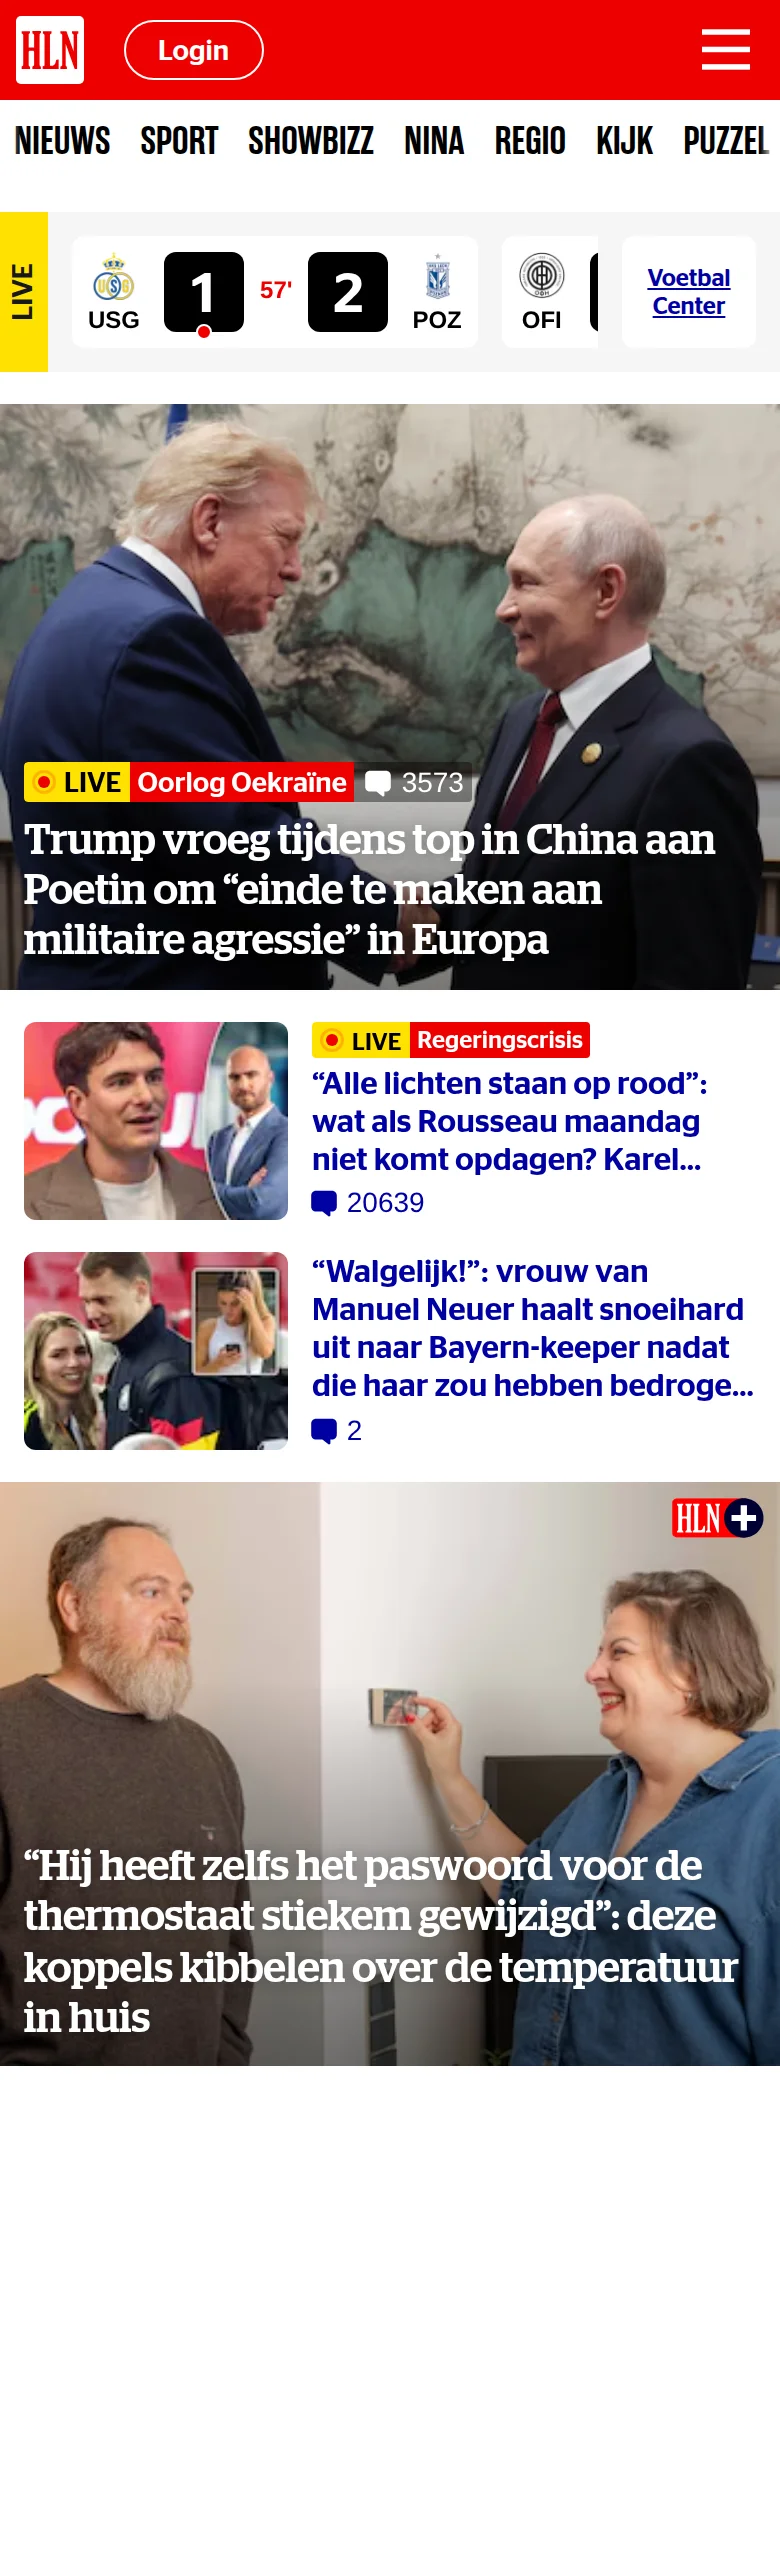 HLN
Login
NIEUWS SPORT SHOWBIZZ NINA REGIO KIJK PUZZEL
LIVE
1 57' 2
USG POZ
OFI
Voetbal
Center
LIVE Oorlog Oekraïne 3573
Trump vroeg tijdens top in China aan
Poetin om “einde te maken aan
militaire agressie” in Europa
LIVE Regeringscrisis
“Alle lichten staan op rood”:
wat als Rousseau maandag
niet komt opdagen? Karel...
20639
“Walgelijk!”: vrouw van
Manuel Neuer haalt snoeihard
uit naar Bayern-keeper nadat
die haar zou hebben bedroge...
2
HLN+
“Hij heeft zelfs het paswoord voor de
thermostaat stiekem gewijzigd”: deze
koppels kibbelen over de temperatuur
in huis